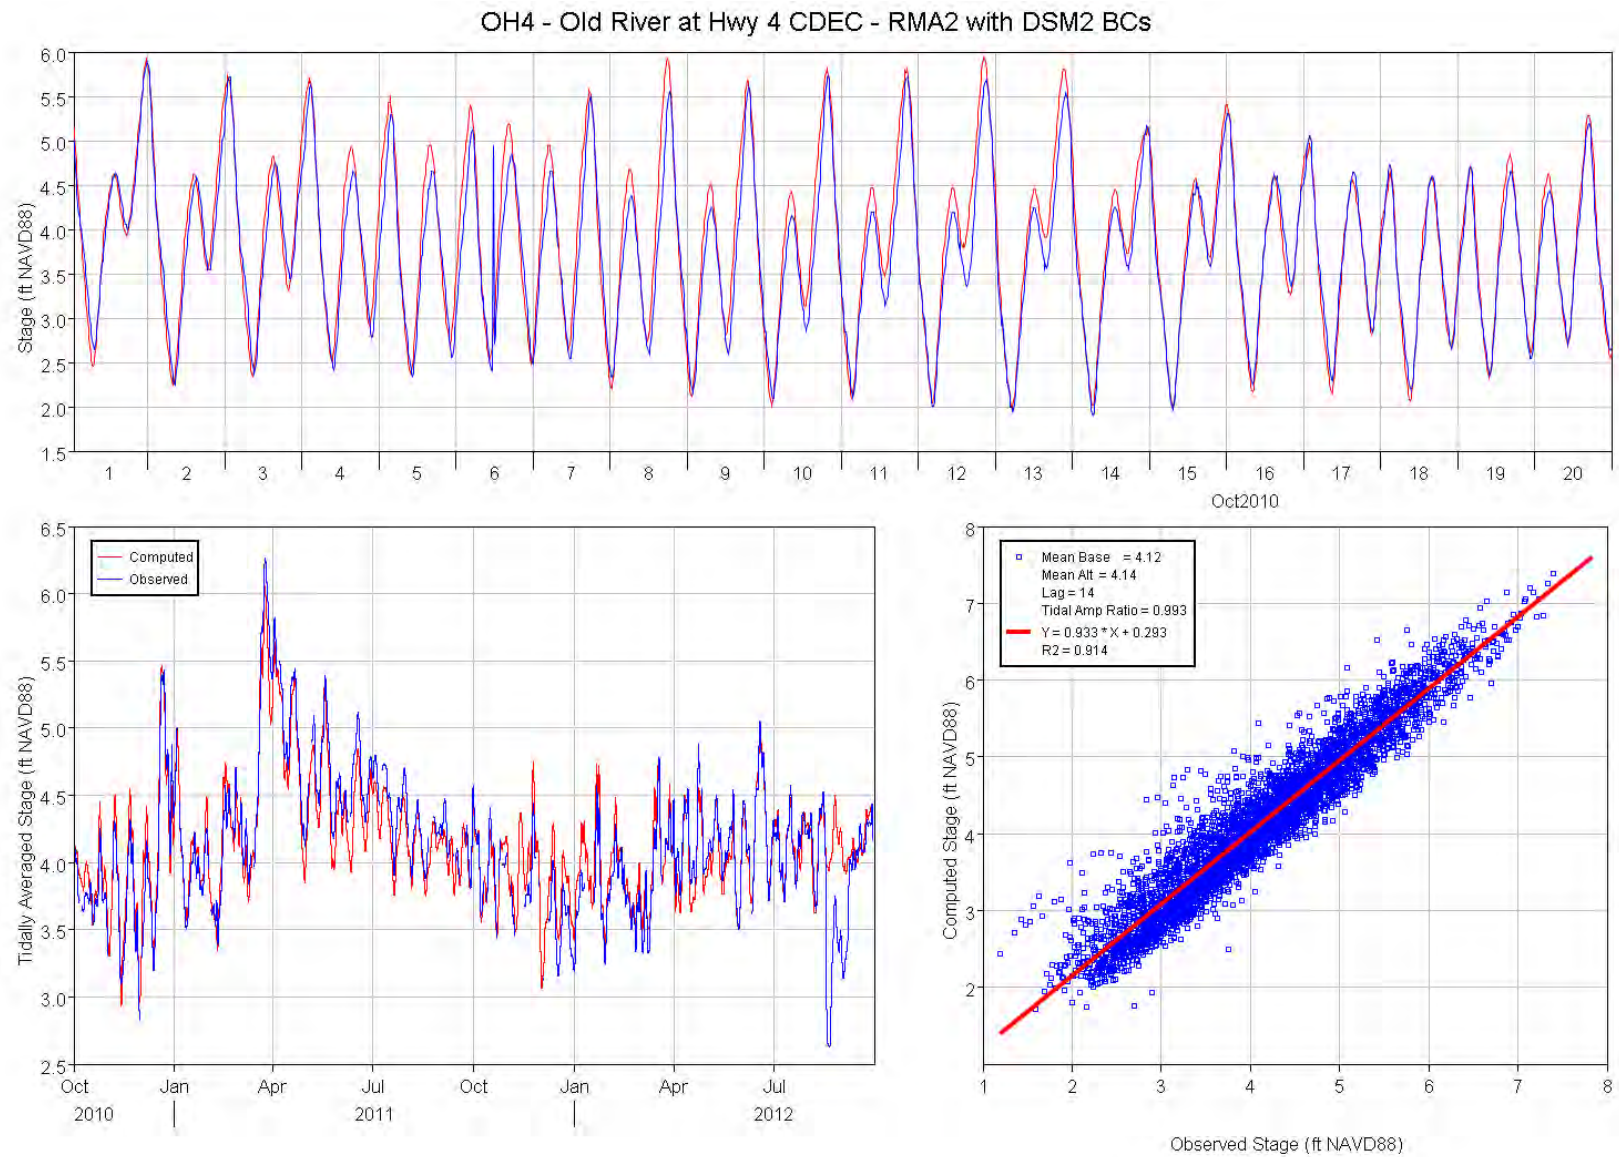 OH4 - Old River at Hwy 4 CDEC - RMA2 with DSM2 BCs
Stage (ft NAVD88)
6.0
5.5
5.0
4.5
4.0
3.5
3.0
2.5
2.0
1.5
1 2 3 4 5 6 7 8 9 10 11 12 13 14 15 16 17 18 19 20
Oct2010
Tidally Averaged Stage (ft NAVD88)
6.5
6.0
5.5
5.0
4.5
4.0
3.5
3.0
2.5
Computed
Observed
Oct Jan Apr Jul Oct Jan Apr Jul
2010 2011 2012
Computed Stage (ft NAVD88)
8
7
6
5
4
3
2
Mean Base = 4.12
Mean Alt = 4.14
Lag = 14
Tidal Amp Ratio = 0.993
Y = 0.933 * X + 0.293
R2 = 0.914
1 2 3 4 5 6 7 8
Observed Stage (ft NAVD88)